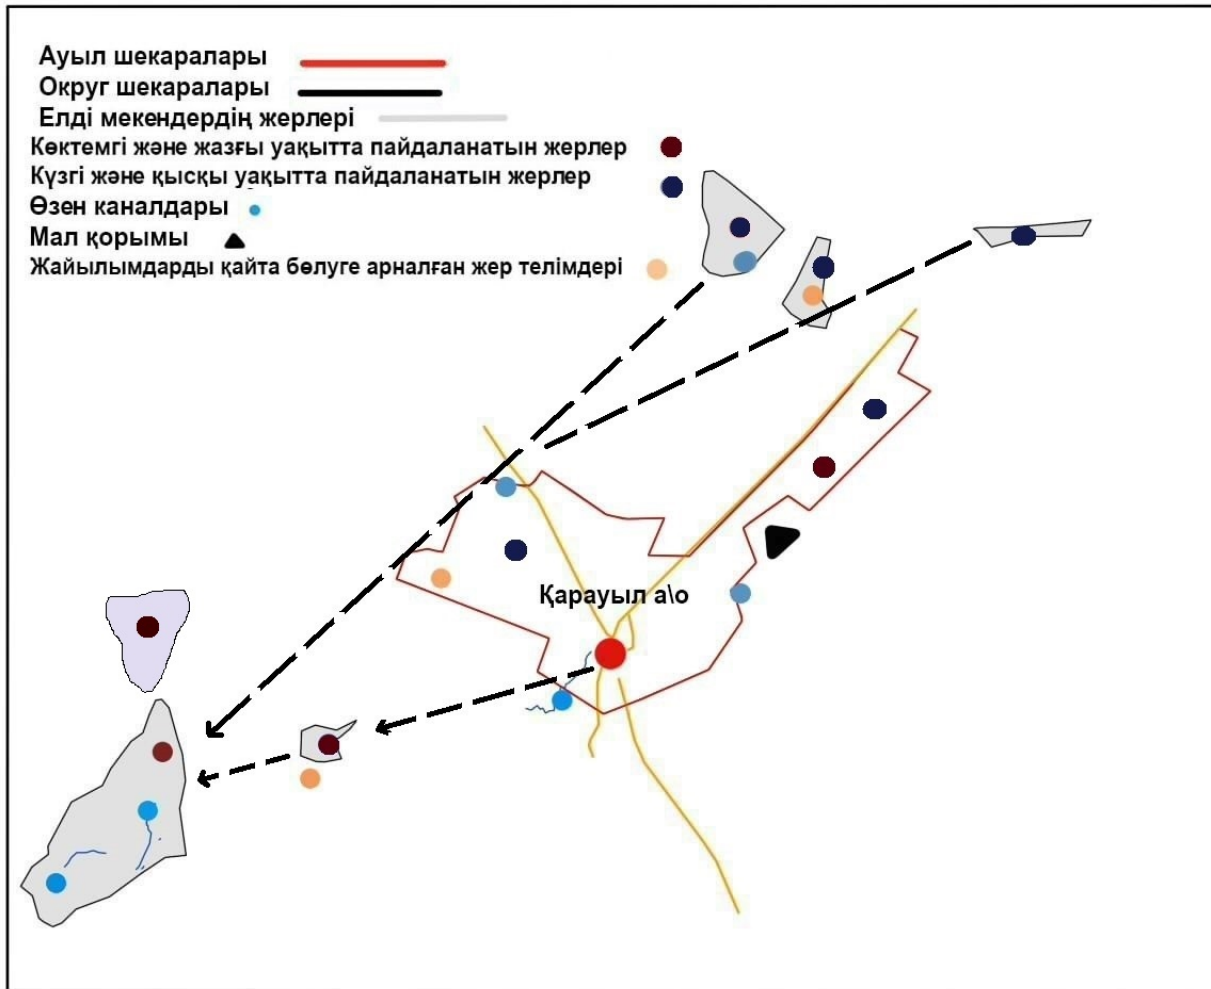 Ауыл шекаралары
Округ шекаралары
Елді мекендердің жерлері
Көктемгі және жазғы уақытта пайдаланатын жерлер
Күзгі және қысқы уақытта пайдаланатын жерлер
Өзен каналдары
Мал қорымы
Жайылымдарды қайта бөлуге арналған жер телімдері
Қарауыл а\о